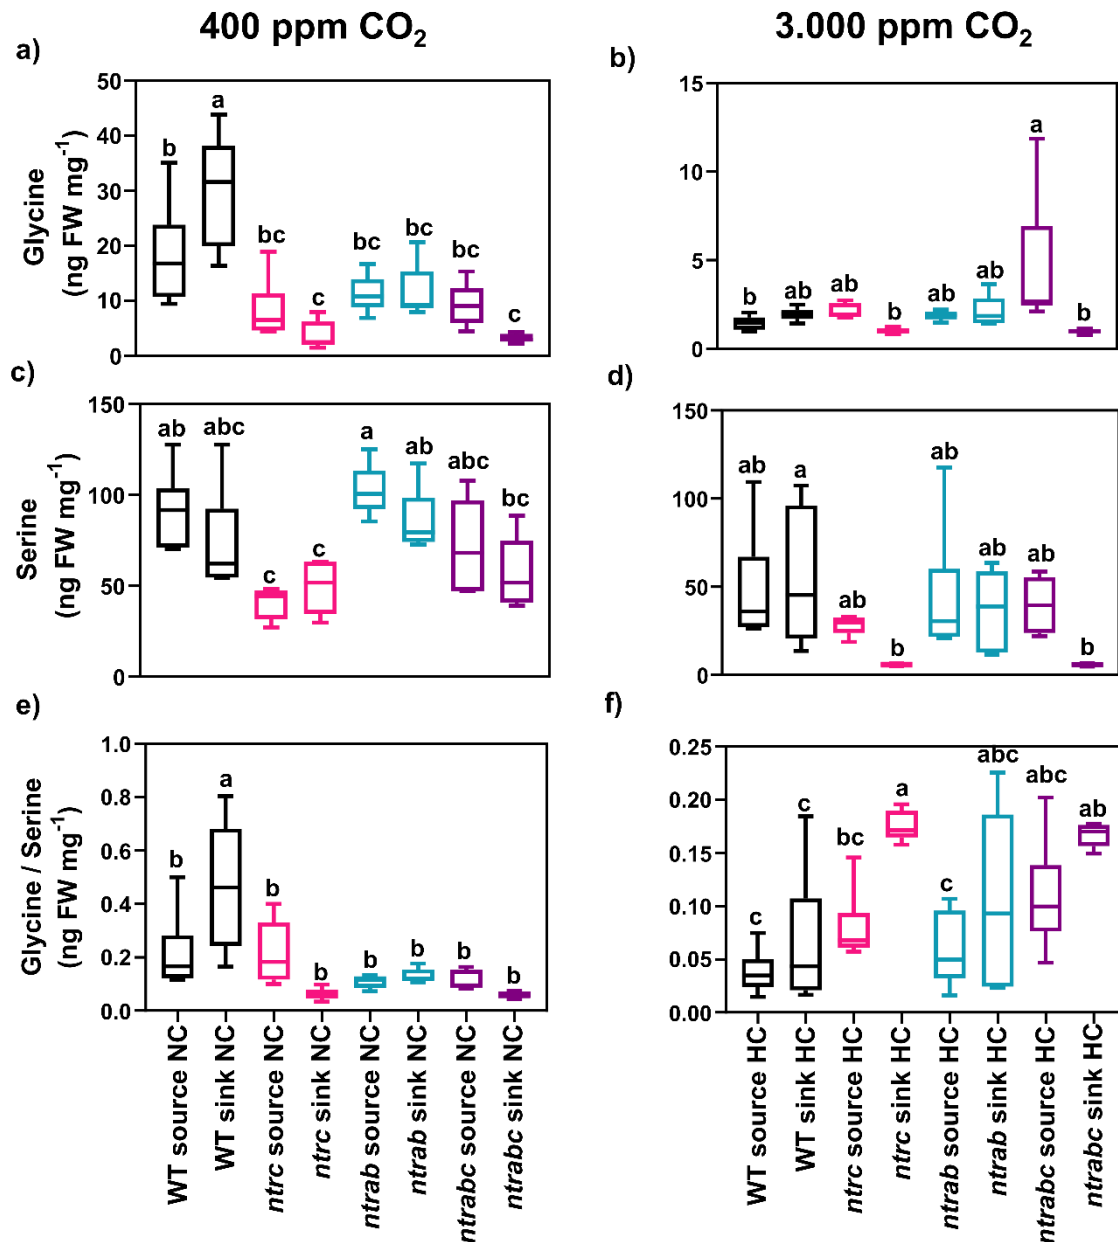 400 ppm CO₂
3.000 ppm CO₂
a)
Glycine
(ng FW mg⁻¹)
50
40
30
20
10
0
b
a
bc
c
bc
bc
bc
c
b)
15
10
5
0
b
ab
ab
b
ab
ab
a
b
c)
Serine
(ng FW mg⁻¹)
150
100
50
0
ab
abc
c
c
a
ab
abc
bc
d)
150
100
50
0
ab
a
ab
b
ab
ab
ab
b
e)
Glycine / Serine
(ng FW mg⁻¹)
1.0
0.8
0.6
0.4
0.2
0.0
b
a
b
b
b
b
b
b
WT source NC
WT sink NC
ntrc source NC
ntrc sink NC
ntrab source NC
ntrab sink NC
ntrabc source NC
ntrabc sink NC
f)
0.25
0.20
0.15
0.10
0.05
0.00
c
c
bc
a
c
abc
abc
ab
WT source HC
WT sink HC
ntrc source HC
ntrc sink HC
ntrab source HC
ntrab sink HC
ntrabc source HC
ntrabc sink HC